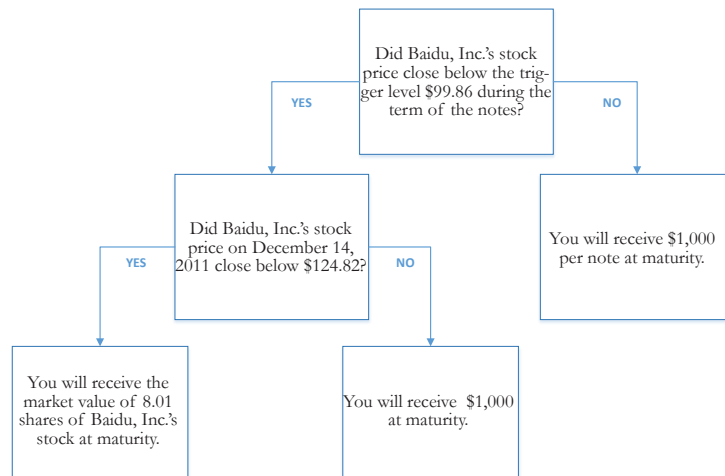 Did Baidu, Inc.'s stock
price close below the trig-
ger level $99.86 during the
term of the notes?
YES
NO
Did Baidu, Inc.'s stock
price on December 14,
2011 close below $124.82?
You will receive $1,000
per note at maturity.
YES
NO
You will receive the
market value of 8.01
shares of Baidu, Inc.'s
stock at maturity.
You will receive $1,000
at maturity.